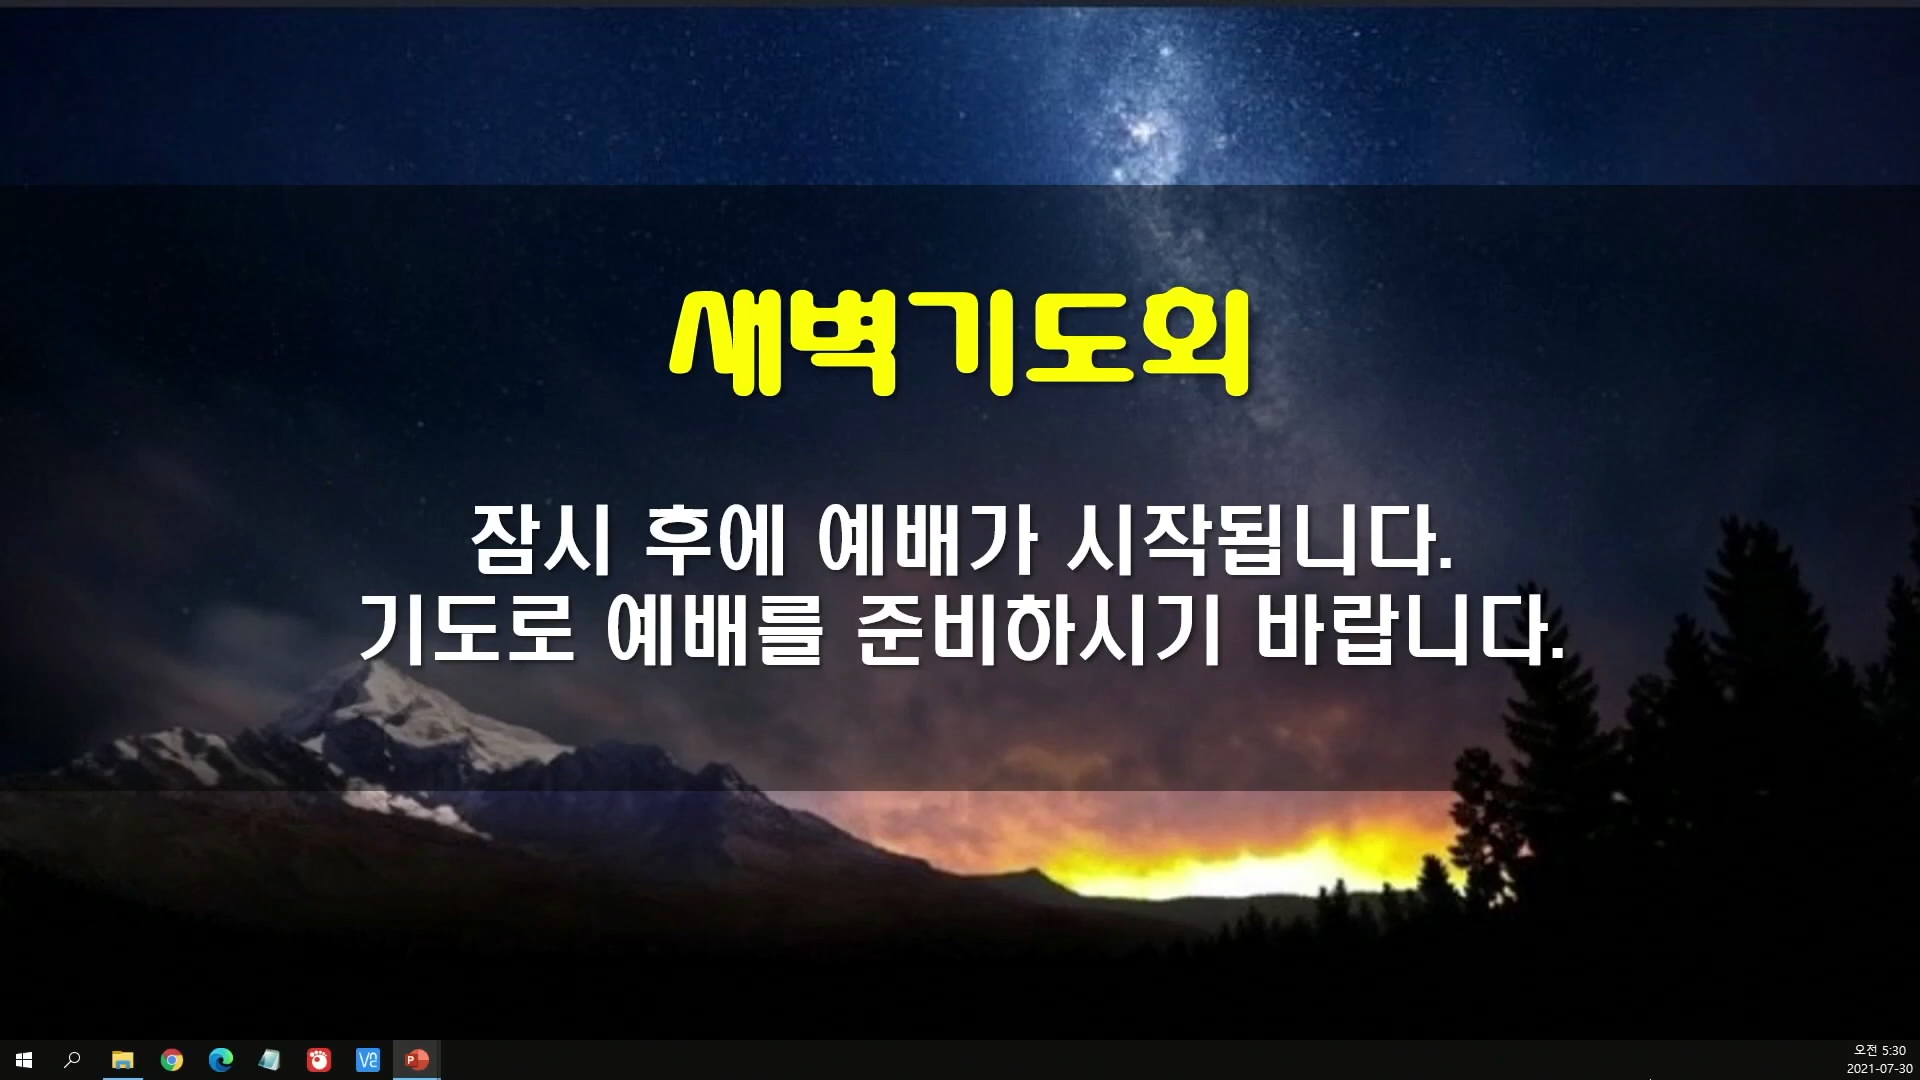 새벽기도회
잠시 후에 예배가 시작됩니다.
기도로 예배를 준비하시기 바랍니다.
오전 5:30
2021-07-30